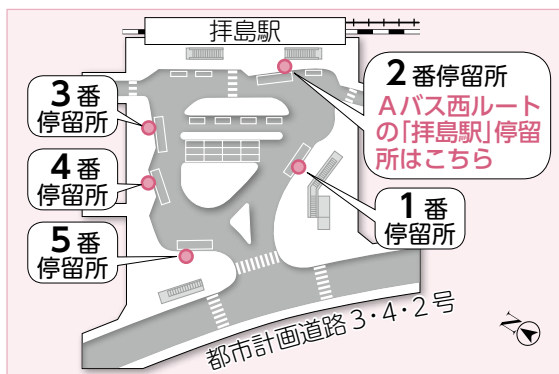 拝島駅
3番
停留所
2番停留所
Aバス西ルート
の「拝島駅」停留
所はこちら
4番
停留所
1番
停留所
5番
停留所
都市計画道路3・4・2号
N